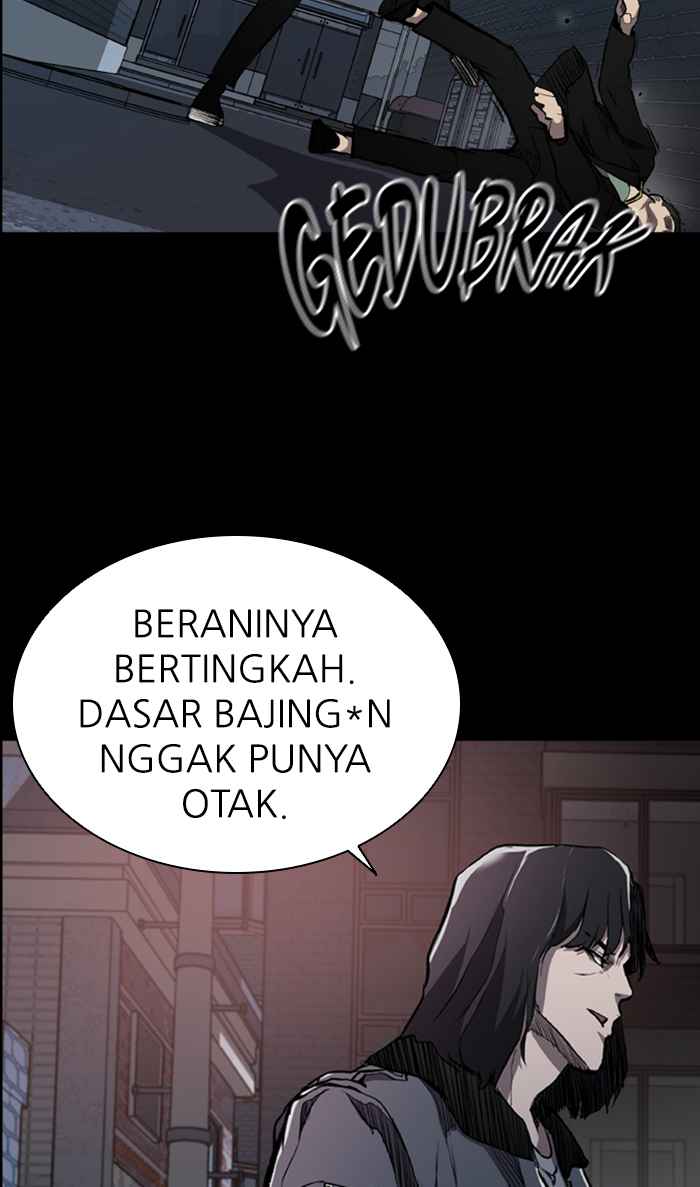 GEDUBRAK
BERANINYA
BERTINGKAH.
DASAR BAJING*N
NGGAK PUNYA
OTAK.